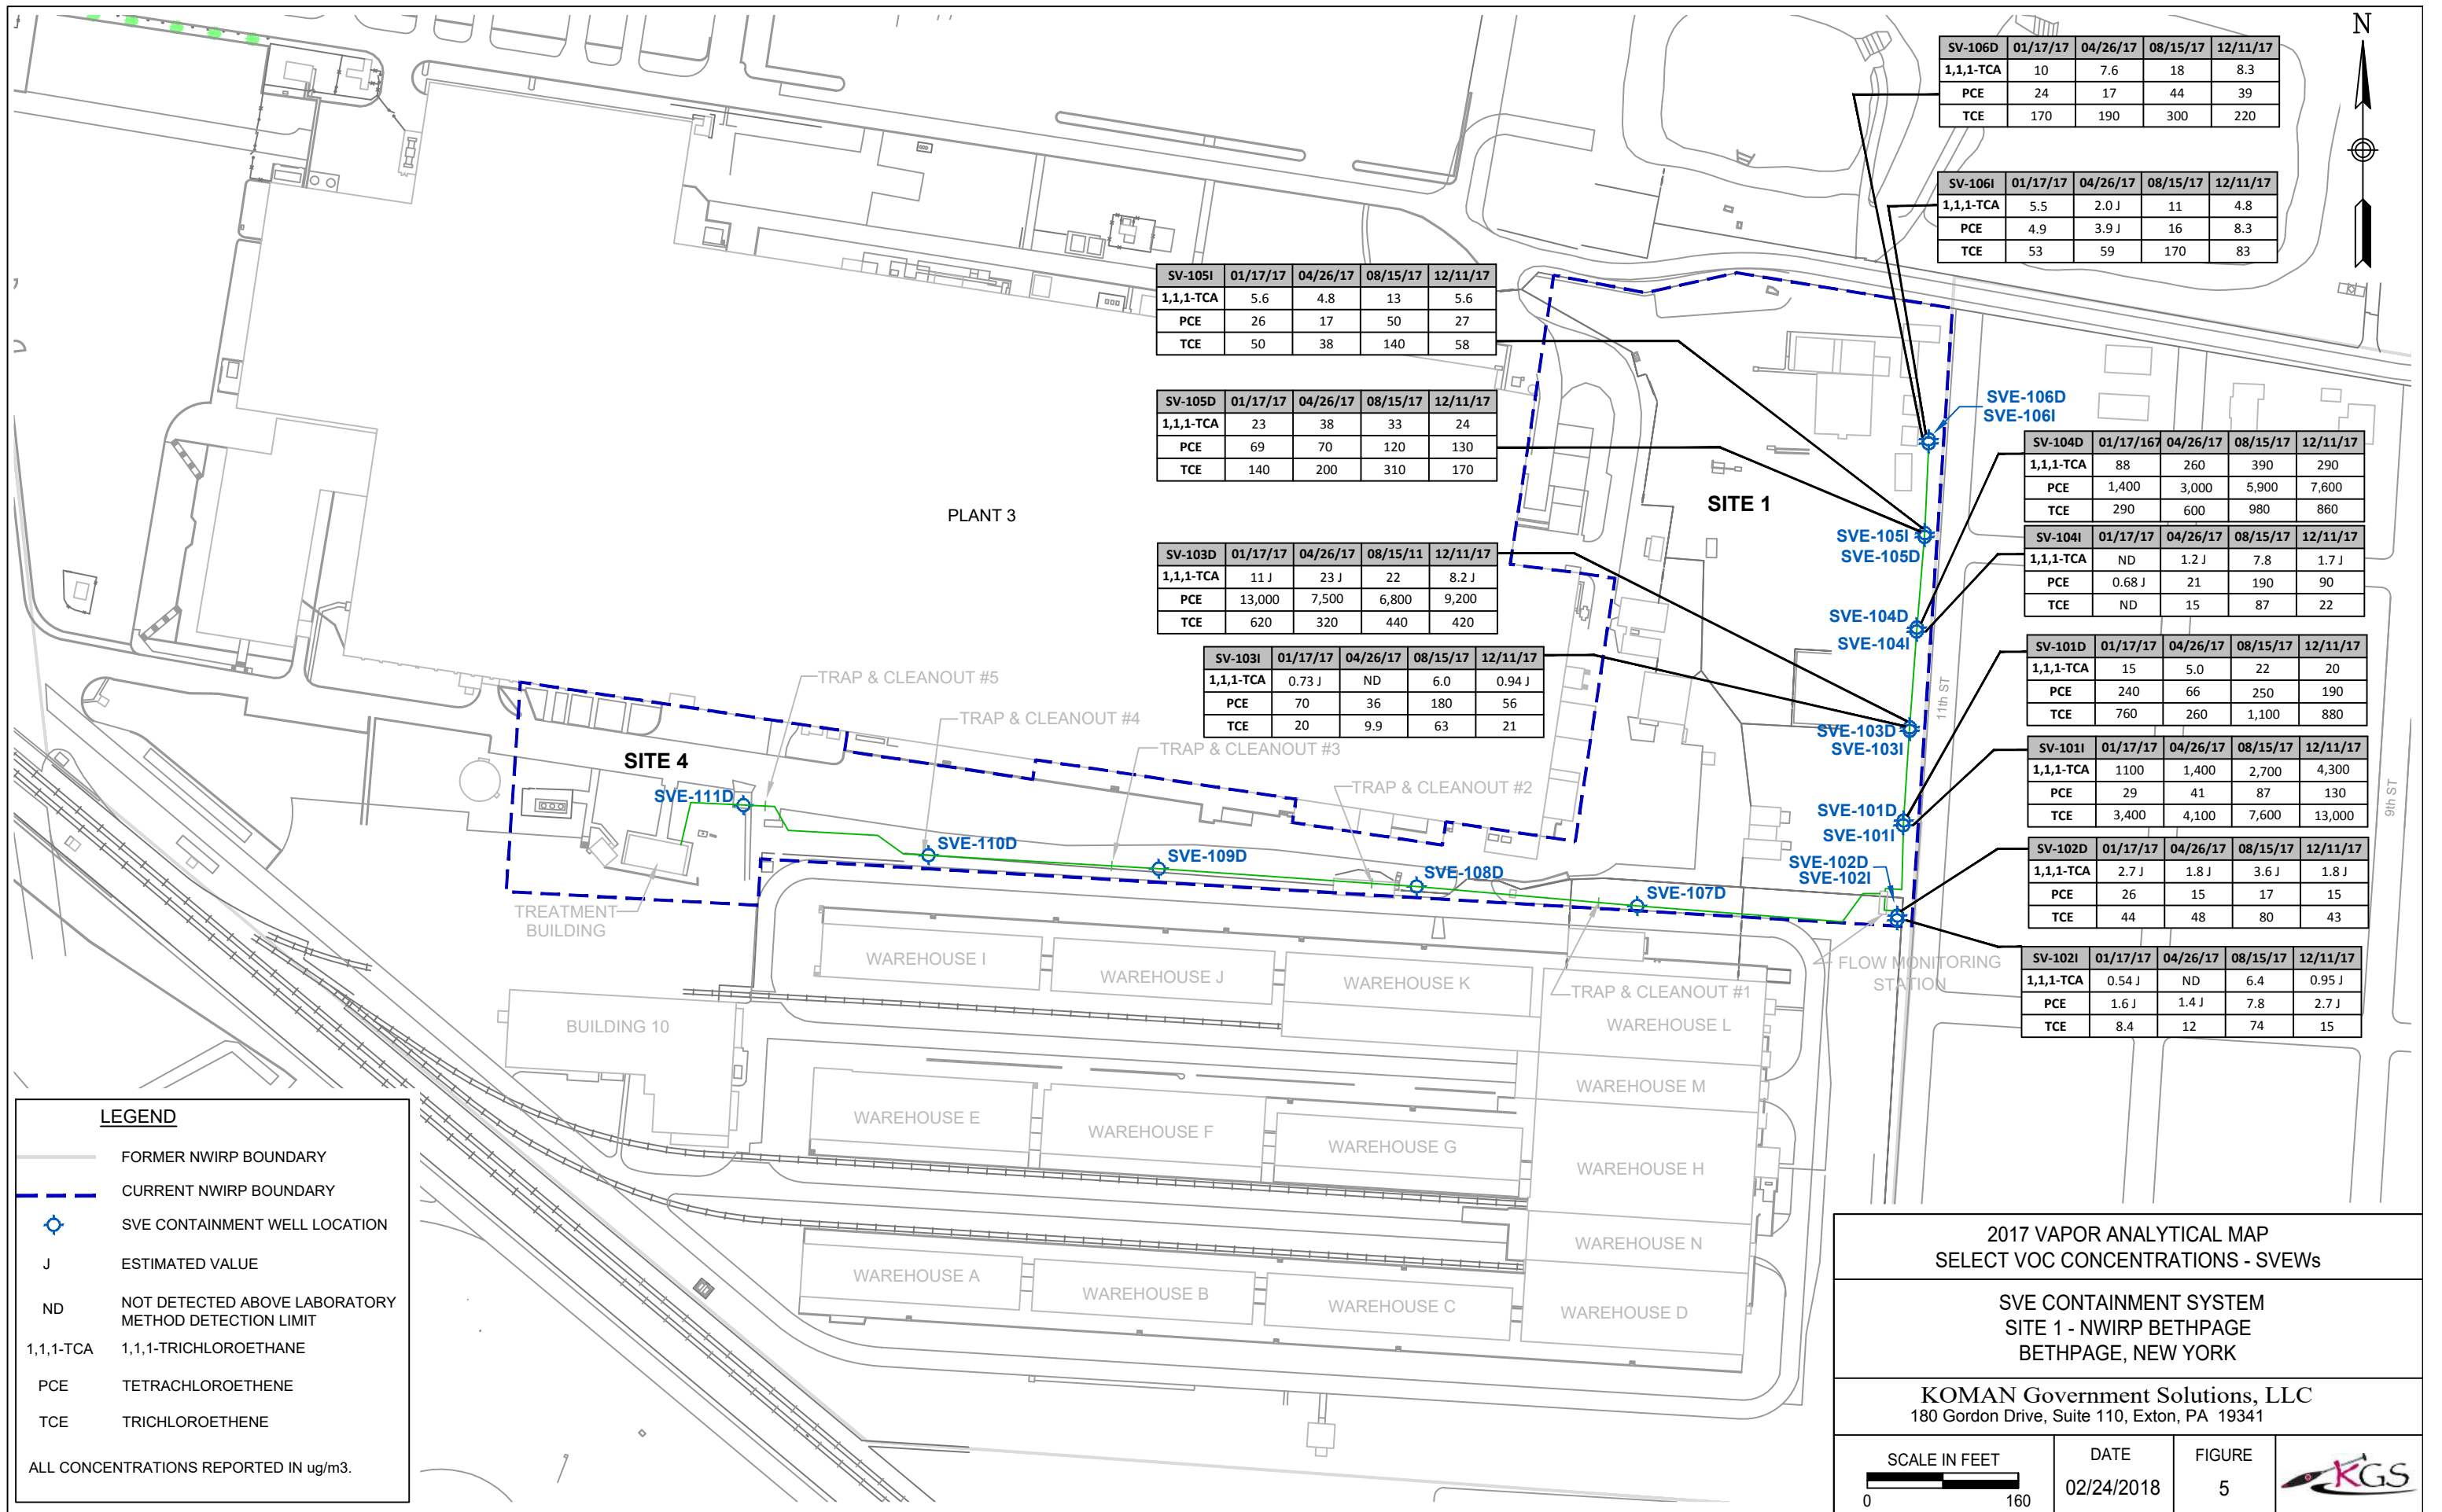 N
SV-106D 01/17/17 04/26/17 08/15/17 12/11/17
1,1,1-TCA 10 7.6 18 8.3
PCE 24 17 44 39
TCE 170 190 300 220
SV-106I 01/17/17 04/26/17 08/15/17 12/11/17
1,1,1-TCA 5.5 2.0 J 11 4.8
PCE 4.9 3.9 J 16 8.3
TCE 53 59 170 83
SV-105I 01/17/17 04/26/17 08/15/17 12/11/17
1,1,1-TCA 5.6 4.8 13 5.6
PCE 26 17 50 27
TCE 50 38 140 58
SV-105D 01/17/17 04/26/17 08/15/17 12/11/17
1,1,1-TCA 23 38 33 24
PCE 69 70 120 130
TCE 140 200 310 170
SVE-106D
SVE-106I
SV-104D 01/17/167 04/26/17 08/15/17 12/11/17
1,1,1-TCA 88 260 390 290
PCE 1,400 3,000 5,900 7,600
TCE 290 600 980 860
SITE 1
PLANT 3
SVE-105I
SVE-105D
SV-104I 01/17/17 04/26/17 08/15/17 12/11/17
1,1,1-TCA ND 1.2 J 7.8 1.7 J
PCE 0.68 J 21 190 90
TCE ND 15 87 22
SV-103D 01/17/17 04/26/17 08/15/11 12/11/17
1,1,1-TCA 11 J 23 J 22 8.2 J
PCE 13,000 7,500 6,800 9,200
TCE 620 320 440 420
SVE-104D
SVE-104I
SV-101D 01/17/17 04/26/17 08/15/17 12/11/17
1,1,1-TCA 15 5.0 22 20
PCE 240 66 250 190
TCE 760 260 1,100 880
SV-103I 01/17/17 04/26/17 08/15/17 12/11/17
1,1,1-TCA 0.73 J ND 6.0 0.94 J
PCE 70 36 180 56
TCE 20 9.9 63 21
11th ST
9th ST
SVE-103D
SVE-103I
SV-101I 01/17/17 04/26/17 08/15/17 12/11/17
1,1,1-TCA 1100 1,400 2,700 4,300
PCE 29 41 87 130
TCE 3,400 4,100 7,600 13,000
TRAP & CLEANOUT #5
TRAP & CLEANOUT #4
TRAP & CLEANOUT #3
TRAP & CLEANOUT #2
SITE 4
SVE-111D
SVE-110D
SVE-109D
SVE-108D
SVE-107D
SVE-101D
SVE-101I
SVE-102D
SVE-102I
SV-102D 01/17/17 04/26/17 08/15/17 12/11/17
1,1,1-TCA 2.7 J 1.8 J 3.6 J 1.8 J
PCE 26 15 17 15
TCE 44 48 80 43
SV-102I 01/17/17 04/26/17 08/15/17 12/11/17
1,1,1-TCA 0.54 J ND 6.4 0.95 J
PCE 1.6 J 1.4 J 7.8 2.7 J
TCE 8.4 12 74 15
TREATMENT
BUILDING
FLOW MONITORING
STATION
TRAP & CLEANOUT #1
WAREHOUSE I
WAREHOUSE J
WAREHOUSE K
WAREHOUSE L
BUILDING 10
WAREHOUSE M
WAREHOUSE E
WAREHOUSE F
WAREHOUSE G
WAREHOUSE H
WAREHOUSE N
WAREHOUSE A
WAREHOUSE B
WAREHOUSE C
WAREHOUSE D
LEGEND
FORMER NWIRP BOUNDARY
CURRENT NWIRP BOUNDARY
SVE CONTAINMENT WELL LOCATION
J ESTIMATED VALUE
ND NOT DETECTED ABOVE LABORATORY
METHOD DETECTION LIMIT
1,1,1-TCA 1,1,1-TRICHLOROETHANE
PCE TETRACHLOROETHENE
TCE TRICHLOROETHENE
ALL CONCENTRATIONS REPORTED IN ug/m3.
2017 VAPOR ANALYTICAL MAP
SELECT VOC CONCENTRATIONS - SVEWs
SVE CONTAINMENT SYSTEM
SITE 1 - NWIRP BETHPAGE
BETHPAGE, NEW YORK
KOMAN Government Solutions, LLC
180 Gordon Drive, Suite 110, Exton, PA 19341
SCALE IN FEET
0 160
DATE
02/24/2018
FIGURE
5
KGS